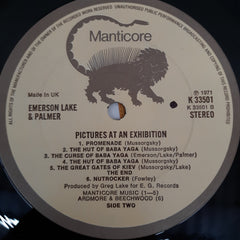 Manticore
Made in UK
EMERSON LAKE
& PALMER
℗ 1971
K 33501
K 33501 B
STEREO
PICTURES AT AN EXHIBITION
1. PROMENADE (Mussorgsky)
2. THE HUT OF BABA YAGA (Mussorgsky)
3. THE CURSE OF BABA YAGA (Emerson/Lake/Palmer)
4. THE HUT OF BABA YAGA (Mussorgsky)
5. THE GREAT GATES OF KIEV (Mussorgsky)
THE END
6. NUTROCKER (Fowley)
Produced by Greg Lake for E. G. Records
MANTICORE MUSIC (1—5)
ARDMORE & BEECHWOOD (6)
SIDE TWO